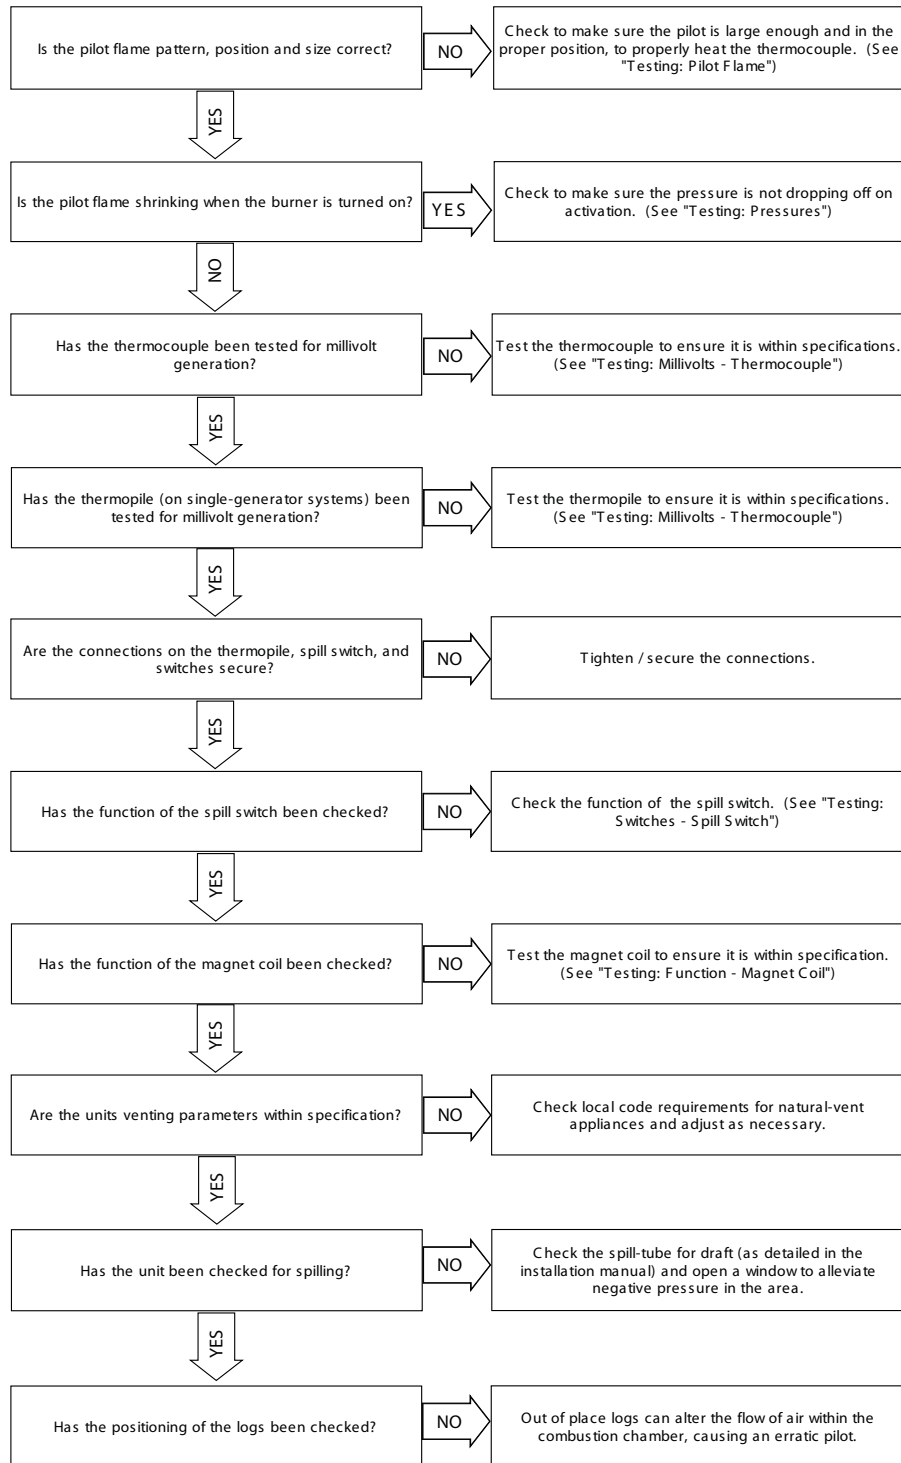 Is the pilot flame pattern, position and size correct?
NO
Check to make sure the pilot is large enough and in the
proper position, to properly heat the thermocouple. (See
"Testing: Pilot Flame")
YES
Is the pilot flame shrinking when the burner is turned on?
YES
Check to make sure the pressure is not dropping off on
activation. (See "Testing: Pressures")
NO
Has the thermocouple been tested for millivolt
generation?
NO
Test the thermocouple to ensure it is within specifications.
(See "Testing: Millivolts - Thermocouple")
YES
Has the thermopile (on single-generator systems) been
tested for millivolt generation?
NO
Test the thermopile to ensure it is within specifications.
(See "Testing: Millivolts - Thermocouple")
YES
Are the connections on the thermopile, spill switch, and
switches secure?
NO
Tighten / secure the connections.
YES
Has the function of the spill switch been checked?
NO
Check the function of the spill switch. (See "Testing:
Switches - Spill Switch")
YES
Has the function of the magnet coil been checked?
NO
Test the magnet coil to ensure it is within specification.
(See "Testing: Function - Magnet Coil")
YES
Are the units venting parameters within specification?
NO
Check local code requirements for natural-vent
appliances and adjust as necessary.
YES
Has the unit been checked for spilling?
NO
Check the spill-tube for draft (as detailed in the
installation manual) and open a window to alleviate
negative pressure in the area.
YES
Has the positioning of the logs been checked?
NO
Out of place logs can alter the flow of air within the
combustion chamber, causing an erratic pilot.